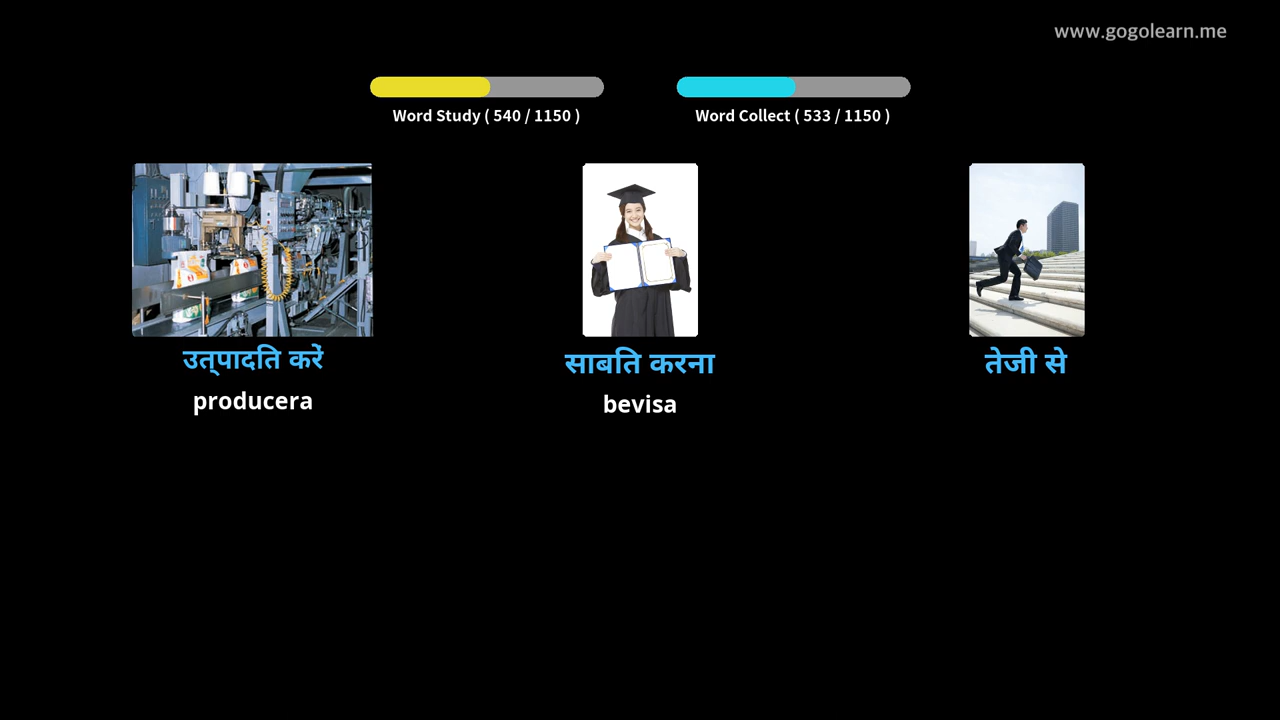 www.gogolearn.me
Word Study ( 540 / 1150 )
Word Collect ( 533 / 1150 )
उत्पादति करें
producera
साबति करना
bevisa
तेजी से